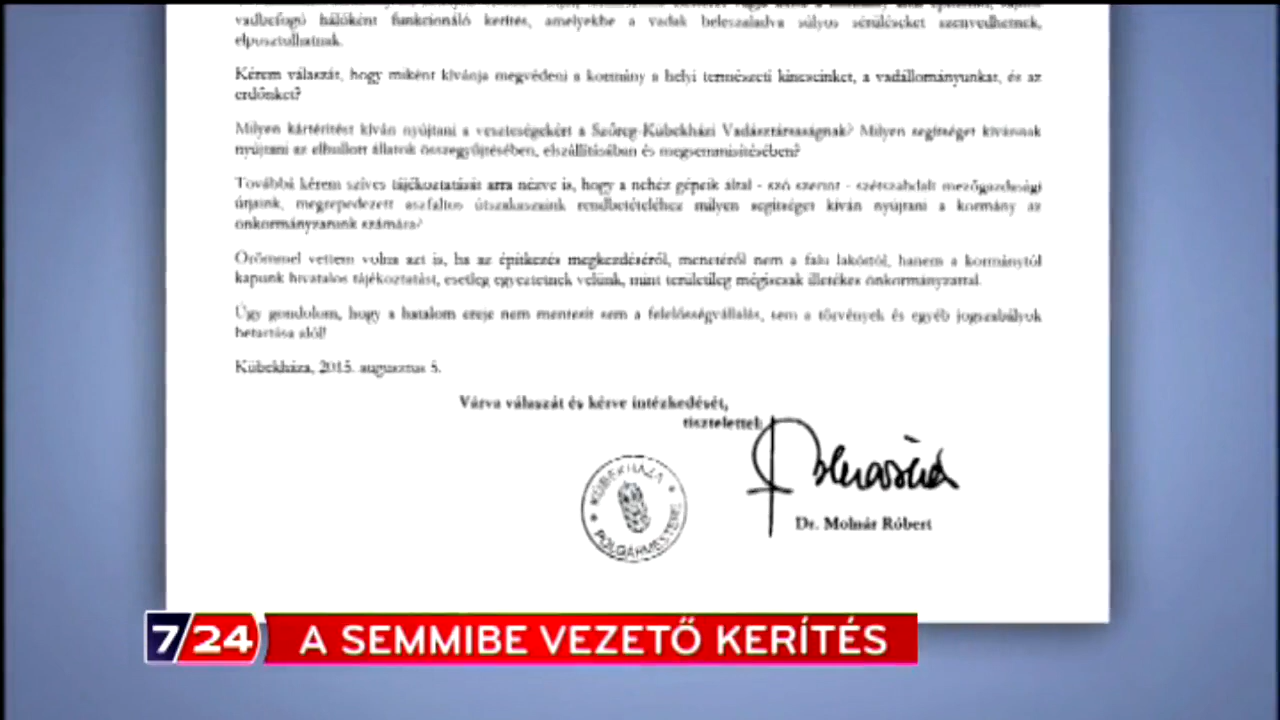 vadbefogó hálóként funkcionáló kerítés, amelyekbe a vadak beleszaladva súlyos sérüléseket szenvedhetnek,
elpusztulhatnak.
Kérem válaszát, hogy miként kívánja megvédeni a kormány a helyi természeti kincseinket, a vadállományunkat, és az
erdőnket?
Milyen kártérítést kíván nyújtani a veszteségekért a Szőreg-Kübekházi Vadásztársaságnak? Milyen segítséget kívánnak
nyújtani az elhullott állatok összegyűjtésében, elszállításában és megsemmisítésében?
Továbbá kérem szíves tájékoztatását arra nézve is, hogy a nehéz gépeik által - szó szerint - szétszabdalt mezőgazdasági
útjaink, megrepedezett aszfaltos útszakaszaink rendbetételéhez milyen segítséget kíván nyújtani a kormány az
önkormányzatunk számára?
Örömmel vettem volna azt is, ha az építkezés megkezdéséről, menetéről nem a falu lakóitól, hanem a kormánytól
kapunk hivatalos tájékoztatást, esetleg egyeztetnek velünk, mint területileg mégiscsak illetékes önkormányzattal.
Úgy gondolom, hogy a hatalom ereje nem mentesít sem a felelősségvállalás, sem a törvények és egyéb jogszabályok
betartása alól!
Kübekháza, 2015. augusztus 5.
Várva válaszát és kérve intézkedését,
tisztelettel:
KÜBEKHÁZA
POLGÁRMESTERE
Dr. Molnár Róbert
7/24 A SEMMIBE VEZETŐ KERÍTÉS